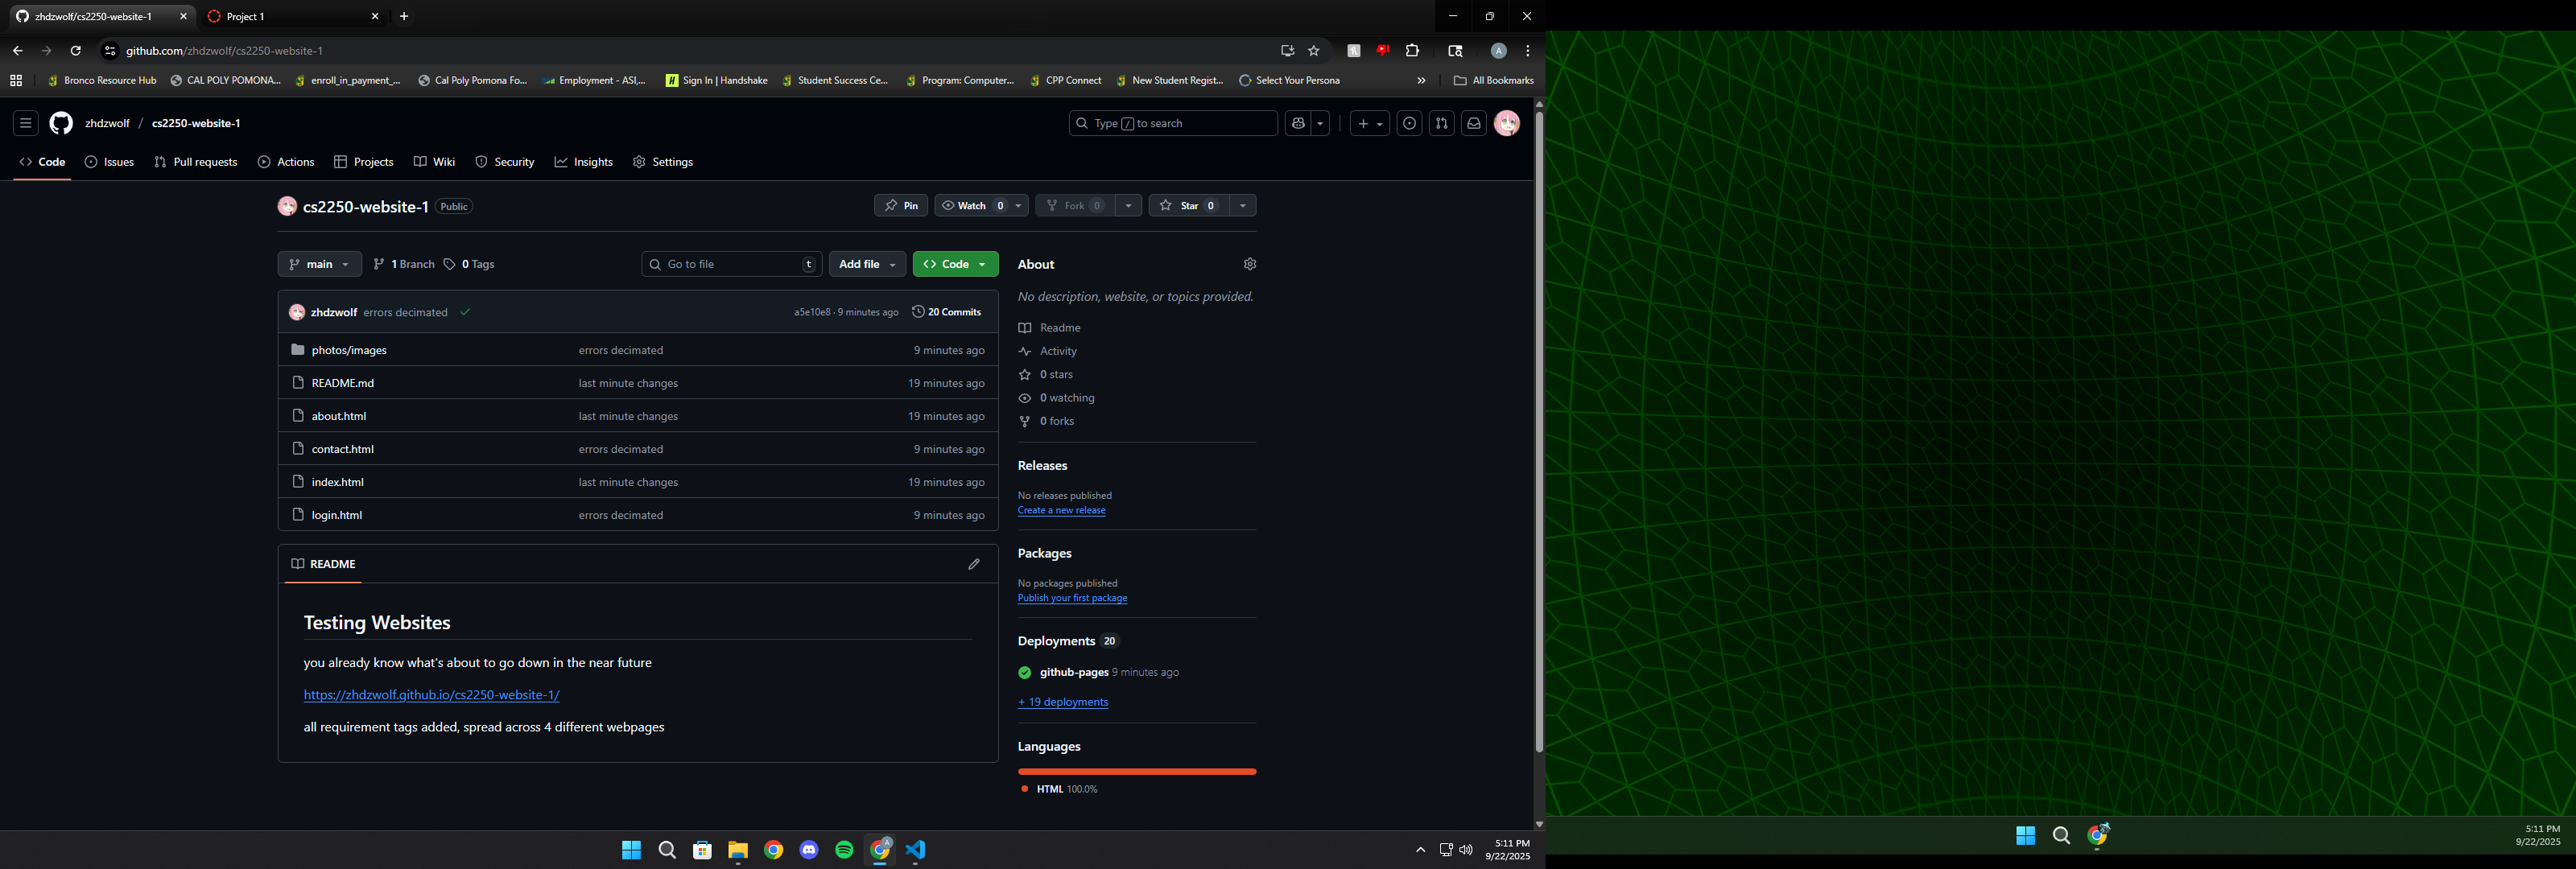 zhdzwolf/cs2250-website-1
Project 1
github.com/zhdzwolf/cs2250-website-1
A
Bronco Resource Hub
CAL POLY POMONA...
enroll_in_payment_...
Cal Poly Pomona Fo...
Employment - ASI,...
Sign In | Handshake
Student Success Ce...
Program: Computer...
CPP Connect
New Student Regist...
Select Your Persona
»
All Bookmarks
zhdzwolf / cs2250-website-1
Type / to search
Code
Issues
Pull requests
Actions
Projects
Wiki
Security
Insights
Settings
cs2250-website-1 Public
Pin
Watch 0
Fork 0
Star 0
main
1 Branch
0 Tags
Go to file t
Add file
<> Code
zhdzwolf errors decimated
a5e10e8 · 9 minutes ago
20 Commits
photos/images errors decimated 9 minutes ago
README.md last minute changes 19 minutes ago
about.html last minute changes 19 minutes ago
contact.html errors decimated 9 minutes ago
index.html last minute changes 19 minutes ago
login.html errors decimated 9 minutes ago
README
Testing Websites
you already know what's about to go down in the near future
https://zhdzwolf.github.io/cs2250-website-1/
all requirement tags added, spread across 4 different webpages
About
No description, website, or topics provided.
Readme
Activity
0 stars
0 watching
0 forks
Releases
No releases published
Create a new release
Packages
No packages published
Publish your first package
Deployments 20
github-pages 9 minutes ago
+ 19 deployments
Languages
HTML 100.0%
5:11 PM
9/22/2025
5:11 PM
9/22/2025